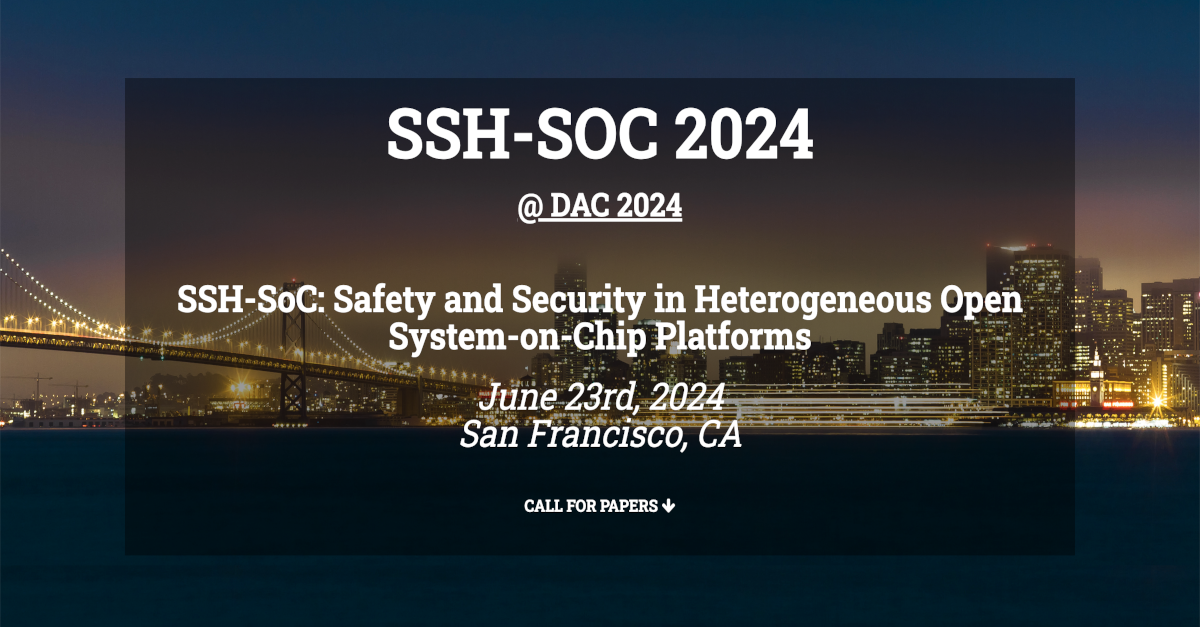 SSH-SOC 2024
@ DAC 2024
SSH-SoC: Safety and Security in Heterogeneous Open
System-on-Chip Platforms
June 23rd, 2024
San Francisco, CA
CALL FOR PAPERS